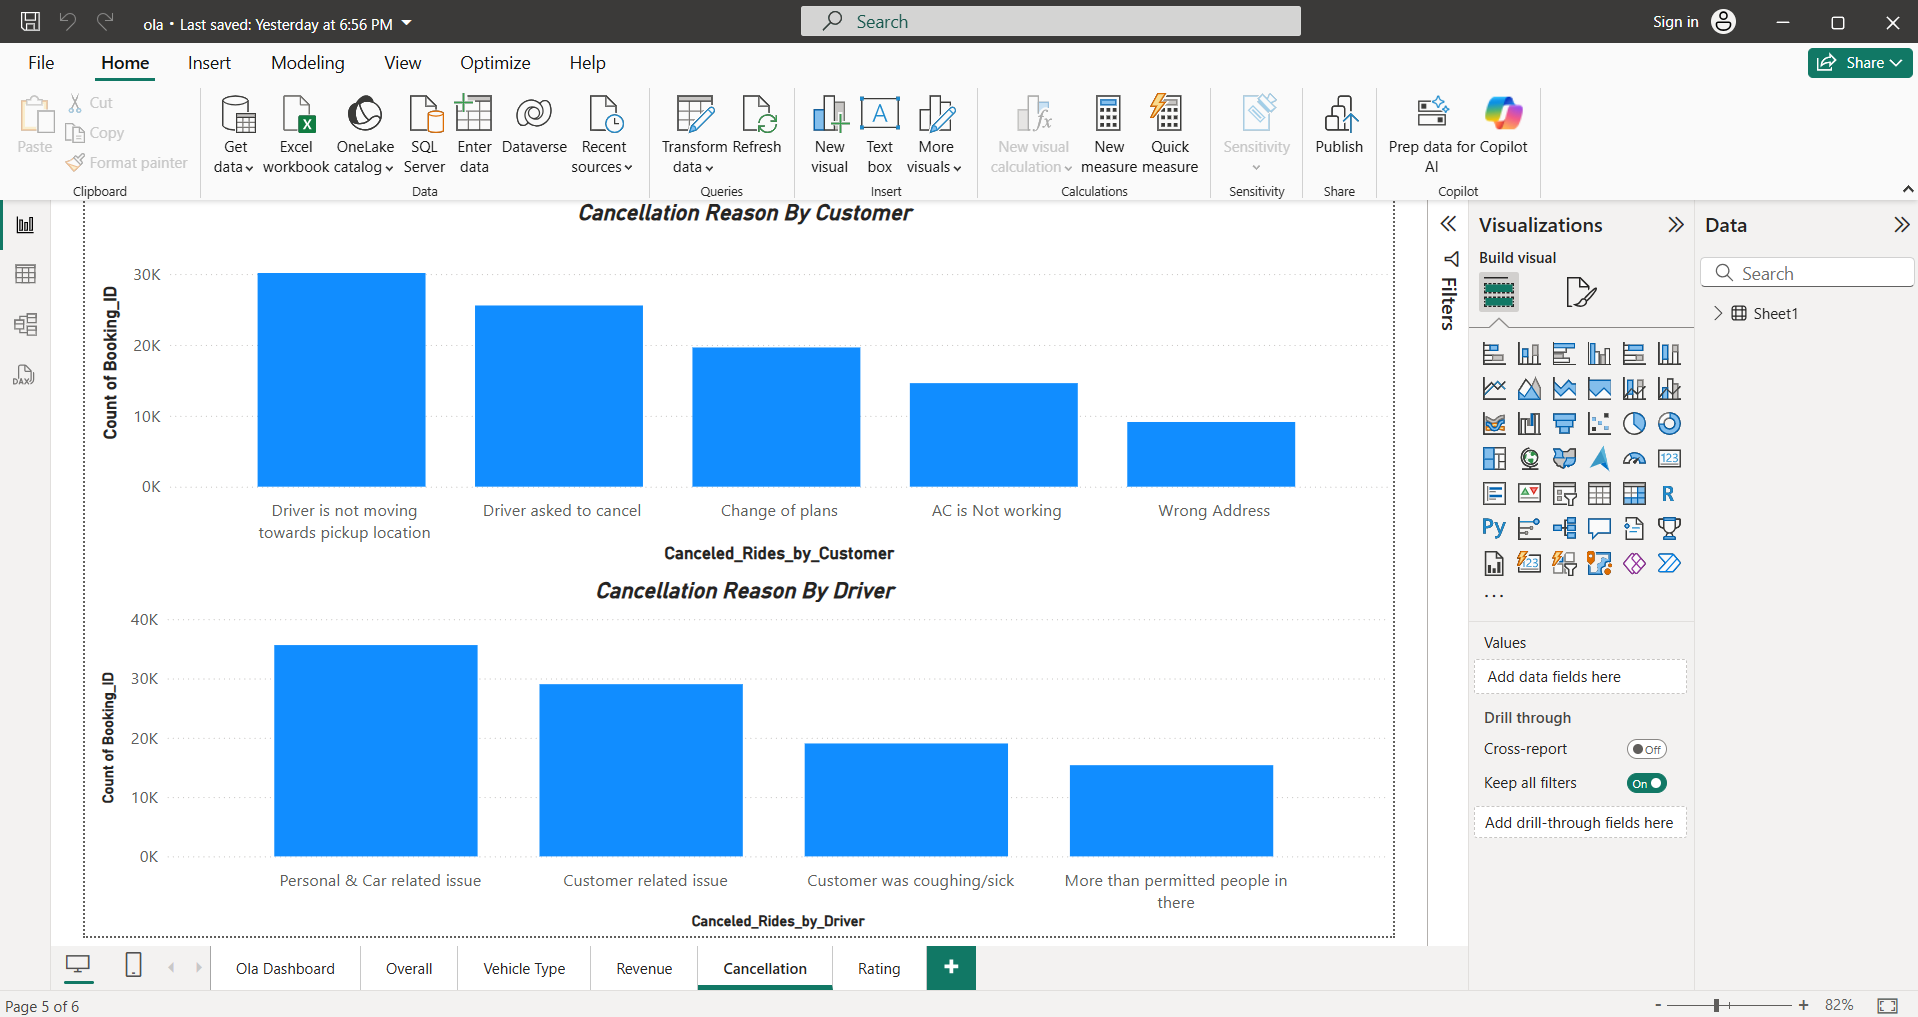 ola • Last saved: Yesterday at 6:56 PM
Search
Sign in
File
Home
Insert
Modeling
View
Optimize
Help
Share
Paste
Cut
Copy
Format painter
Clipboard
Get data
Excel workbook
OneLake catalog
SQL Server
Enter data
Dataverse
Recent sources
Data
Transform data
Refresh
Queries
New visual
Text box
More visuals
Insert
New visual calculation
New measure
Quick measure
Calculations
Sensitivity
Sensitivity
Publish
Share
Prep data for AI
Copilot
Copilot
Cancellation Reason By Customer
Count of Booking_ID
30K
20K
10K
0K
Driver is not moving
towards pickup location
Driver asked to cancel
Change of plans
AC is Not working
Wrong Address
Canceled_Rides_by_Customer
Cancellation Reason By Driver
Count of Booking_ID
40K
30K
20K
10K
0K
Personal & Car related issue
Customer related issue
Customer was coughing/sick
More than permitted people in
there
Canceled_Rides_by_Driver
Filters
Visualizations
Build visual
123
R
Py
123
...
Values
Add data fields here
Drill through
Cross-report
Off
Keep all filters
On
Add drill-through fields here
Data
Search
Sheet1
DAX
Ola Dashboard
Overall
Vehicle Type
Revenue
Cancellation
Rating
+
Page 5 of 6
-
+
82%